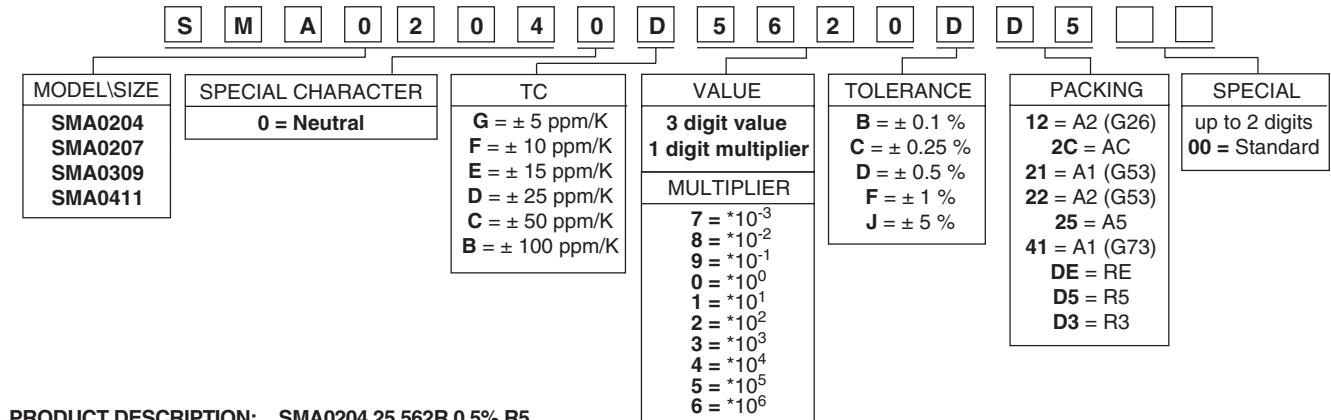 S M A 0 2 0 4 0 D 5 6 2 0 D D 5
MODEL\SIZE
SMA0204
SMA0207
SMA0309
SMA0411
SPECIAL CHARACTER
0 = Neutral
TC
G = ± 5 ppm/K
F = ± 10 ppm/K
E = ± 15 ppm/K
D = ± 25 ppm/K
C = ± 50 ppm/K
B = ± 100 ppm/K
VALUE
3 digit value
1 digit multiplier
MULTIPLIER
7 = *10-3
8 = *10-2
9 = *10-1
0 = *100
1 = *101
2 = *102
3 = *103
4 = *104
5 = *105
6 = *106
TOLERANCE
B = ± 0.1 %
C = ± 0.25 %
D = ± 0.5 %
F = ± 1 %
J = ± 5 %
PACKING
12 = A2 (G26)
2C = AC
21 = A1 (G53)
22 = A2 (G53)
25 = A5
41 = A1 (G73)
DE = RE
D5 = R5
D3 = R3
SPECIAL
up to 2 digits
00 = Standard
PRODUCT DESCRIPTION: SMA0204 25 562R 0.5% R5